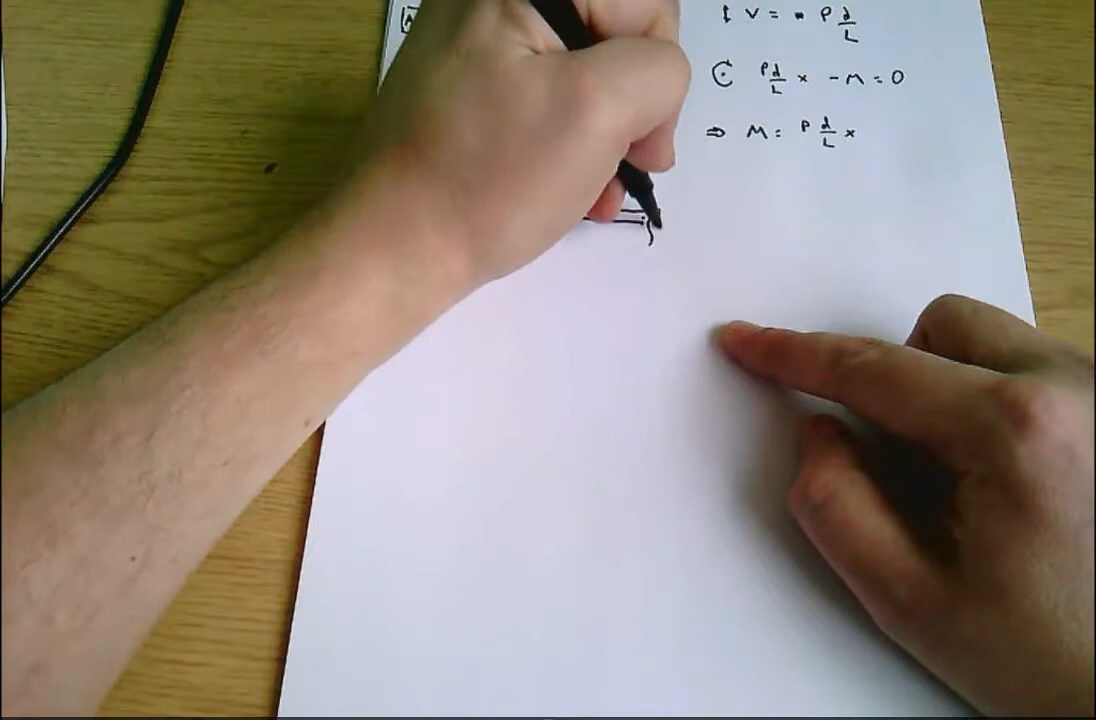 ↕ V = P d/L
P d/L x - M = 0
⇒ M = P d/L x